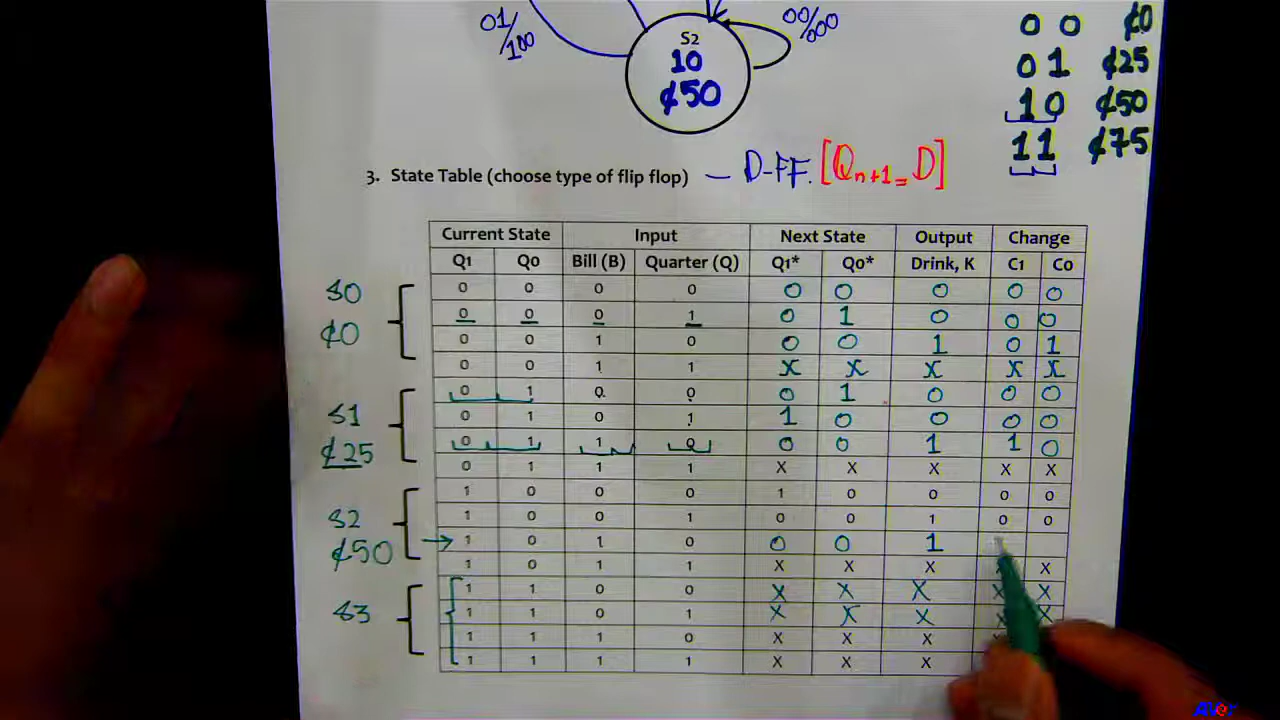 01/100
S2
10
¢50
00/000
0 0 ¢0
01 ¢25
10 ¢50
11 ¢75
3. State Table (choose type of flip flop) — D-FF. [Qn+1 = D]
Current State Input Next State Output Change
Q1 Q0 Bill (B) Quarter (Q) Q1* Q0* Drink, K C1 C0
S0
¢0
0 0 0 0 0 0 0 0 0
0 0 0 1 0 1 0 0 0
0 0 1 0 0 0 1 0 1
0 0 1 1 X X X X X
S1
¢25
0 1 0 0 0 1 0 0 0
0 1 0 1 1 0 0 0 0
0 1 1 0 0 0 1 1 0
0 1 1 1 X X X X X
S2
¢50
1 0 0 0 1 0 0 0 0
1 0 0 1 0 0 1 0 0
→ 1 0 1 0 0 0 1
1 0 1 1 X X X X X
S3
1 1 0 0 X X X X X
1 1 0 1 X X X X X
1 1 1 0 X X X
1 1 1 1 X X X
AVer